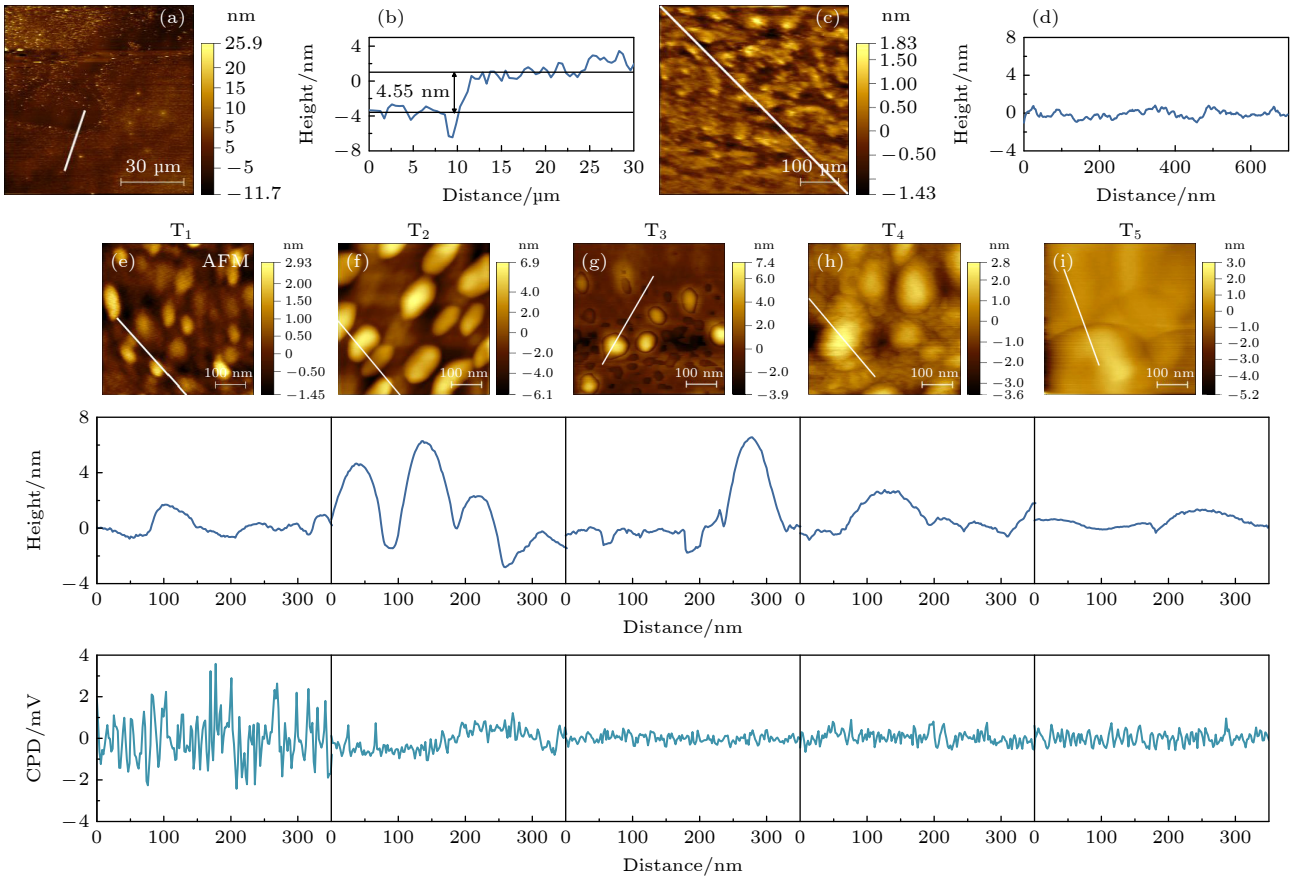 (a)
nm
25.9
20
15
10
5
5
−11.7
30 µm
(b)
Height/nm
4
0
−4
−8
4.55 nm
0 5 10 15 20 25 30
Distance/µm
(c)
nm
1.83
1.00
0.50
0
−0.50
−1.43
100 µm
(d)
Height/nm
8
4
0
−4
0 200 400 600
Distance/nm
T₁
(e) AFM
100 nm
nm
2.93
2.00
1.50
0
−0.50
−1.45
T₂
(f)
100 nm
nm
6.9
4.0
2.0
0
−2.0
−4.0
−6.1
T₃
(g)
100 nm
nm
7.4
6.0
4.0
2.0
0
−2.0
−3.9
T₄
(h)
100 nm
nm
2.8
2.0
1.0
0
−1.0
−2.0
−3.0
−3.6
T₅
(i)
100 nm
nm
3.0
2.0
1.0
0
−1.0
−2.0
−3.0
−4.0
−5.2
Height/nm
8
4
0
−4
0 100 200 300 0 100 200 300 0 100 200 300 0 100 200 300 0 100 200 300
Distance/nm
CPD/mV
4
2
0
−2
−4
0 100 200 300 0 100 200 300 0 100 200 300 0 100 200 300 0 100 200 300
Distance/nm